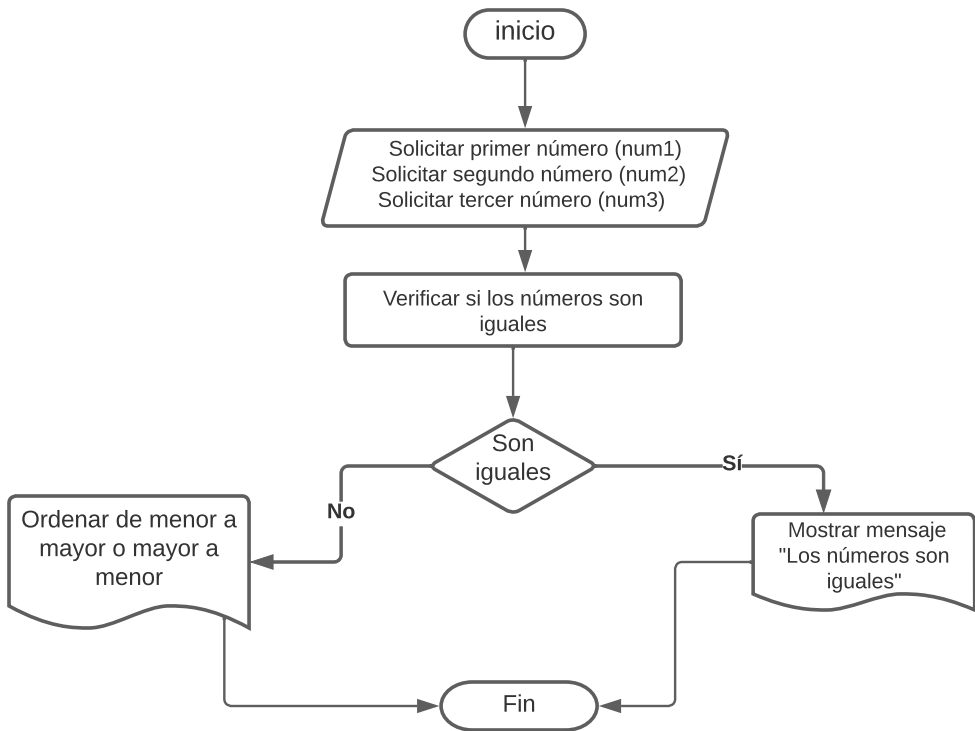 inicio
Solicitar primer número (num1)
Solicitar segundo número (num2)
Solicitar tercer número (num3)
Verificar si los números son
iguales
Son
iguales
Sí
No
Ordenar de menor a
mayor o mayor a
menor
Mostrar mensaje
"Los números son
iguales"
Fin